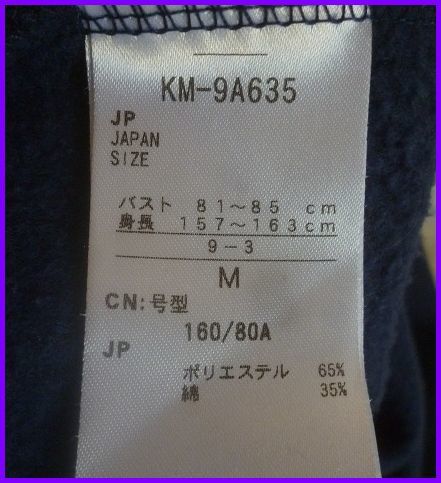 KM-9A635
JP
JAPAN
SIZE
バスト 81～85 cm
身長 157～163cm
9－3
M
CN:号型
160/80A
JP
ポリエステル 65%
綿 35%